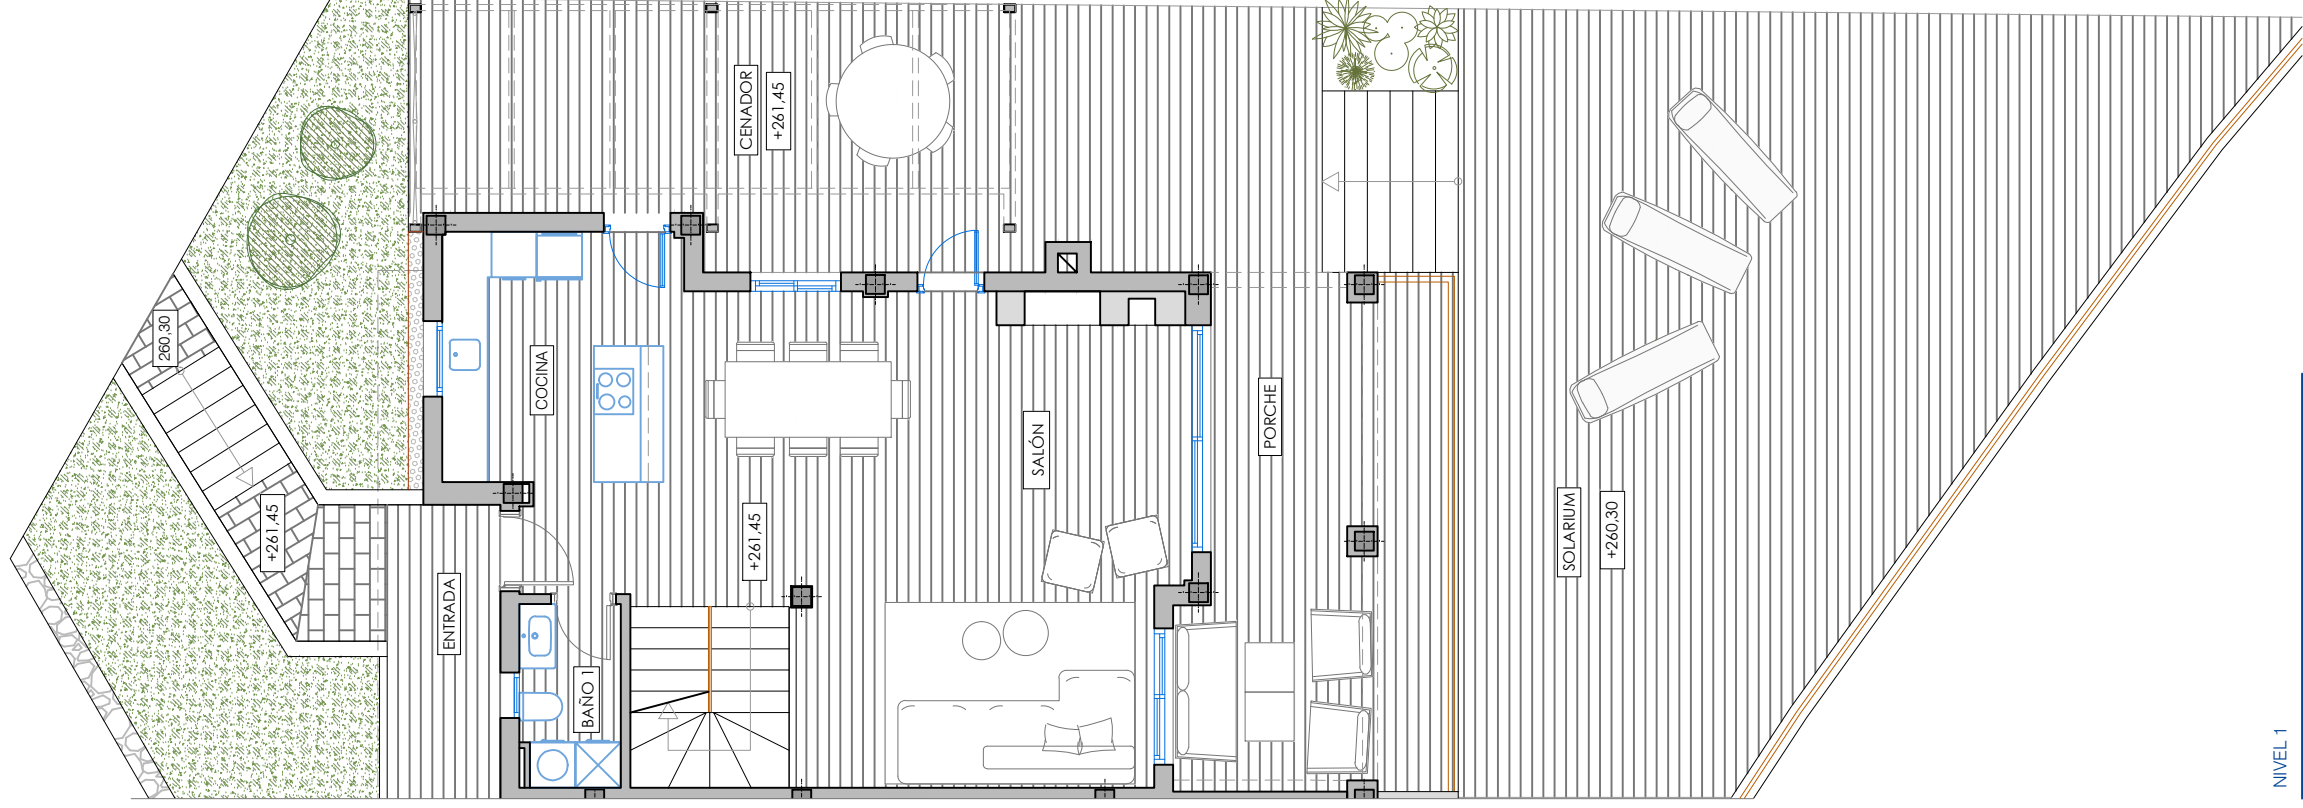 260,30
+261,45
ENTRADA
COCINA
BAÑO 1
CENADOR
+261,45
+261,45
SALÓN
PORCHE
SOLARIUM
+260,30
NIVEL 1